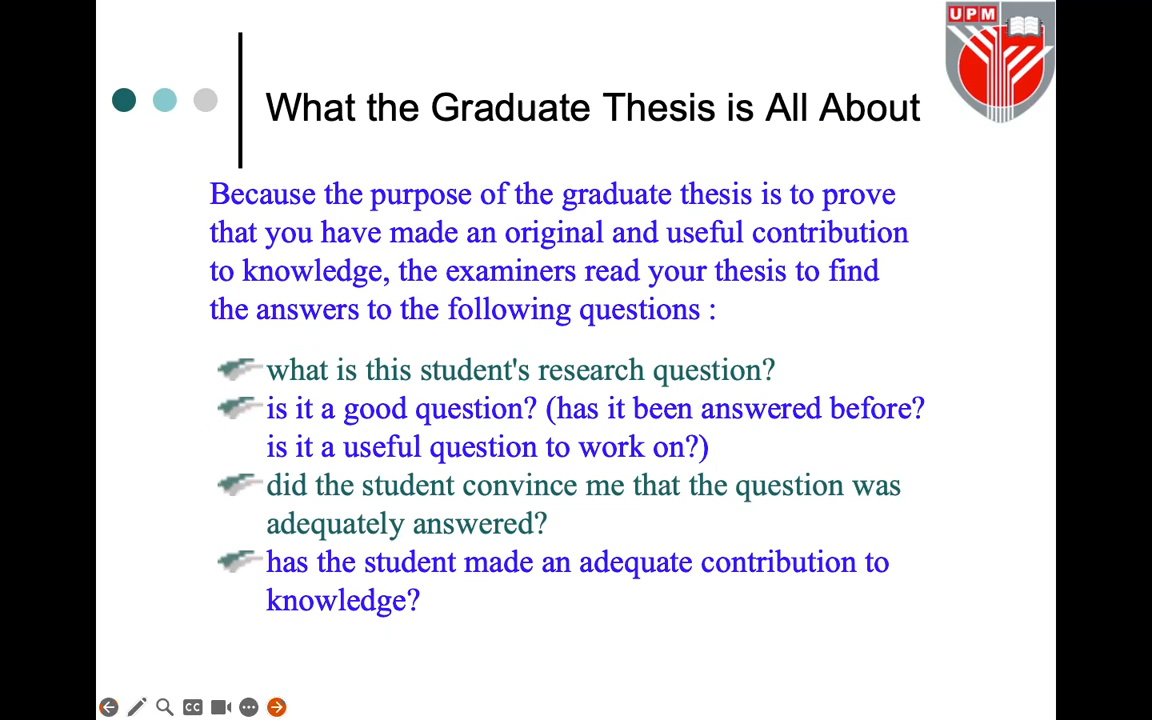 UPM
What the Graduate Thesis is All About
Because the purpose of the graduate thesis is to prove
that you have made an original and useful contribution
to knowledge, the examiners read your thesis to find
the answers to the following questions :
what is this student's research question?
is it a good question? (has it been answered before?
is it a useful question to work on?)
did the student convince me that the question was
adequately answered?
has the student made an adequate contribution to
knowledge?
CC